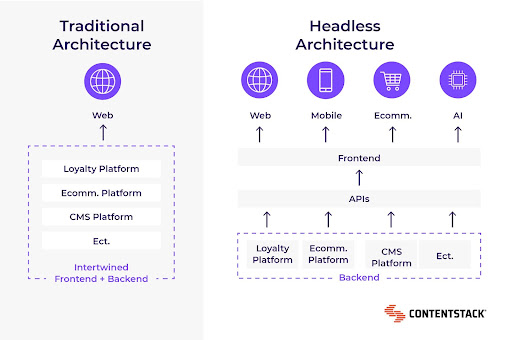 Traditional
Architecture
Web
Loyalty Platform
Ecomm. Platform
CMS Platform
Ect.
Intertwined
Frontend + Backend
Headless
Architecture
Web Mobile Ecomm. AI
Frontend
APIs
Loyalty
Platform
Ecomm.
Platform
CMS
Platform
Ect.
Backend
CONTENTSTACK